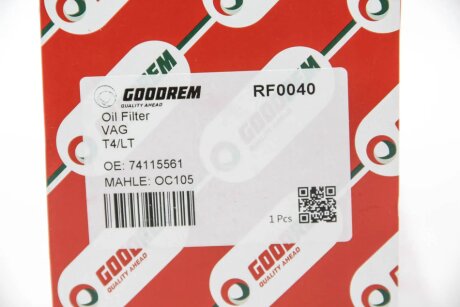 GOODREM
QUALITY AHEAD
RF0040
Oil Filter
VAG
T4/LT
OE: 74115561
MAHLE: OC105
1 Pcs
GOODREM
QUALITY AHEAD
GOODREM
QUALITY AHEAD